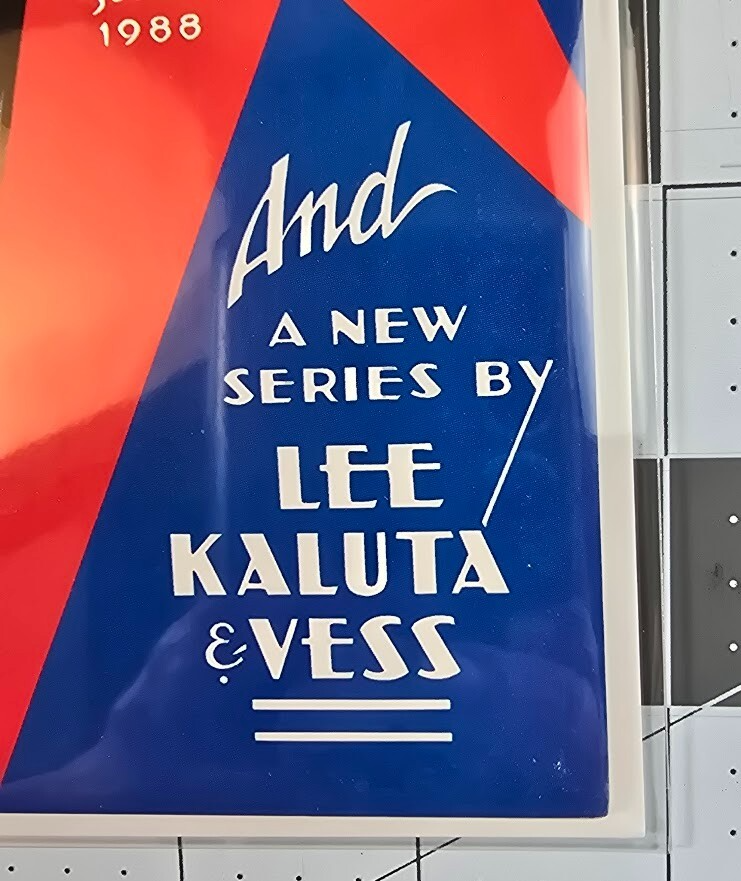 1988
And
A NEW
SERIES BY
LEE
KALUTA
& VESS